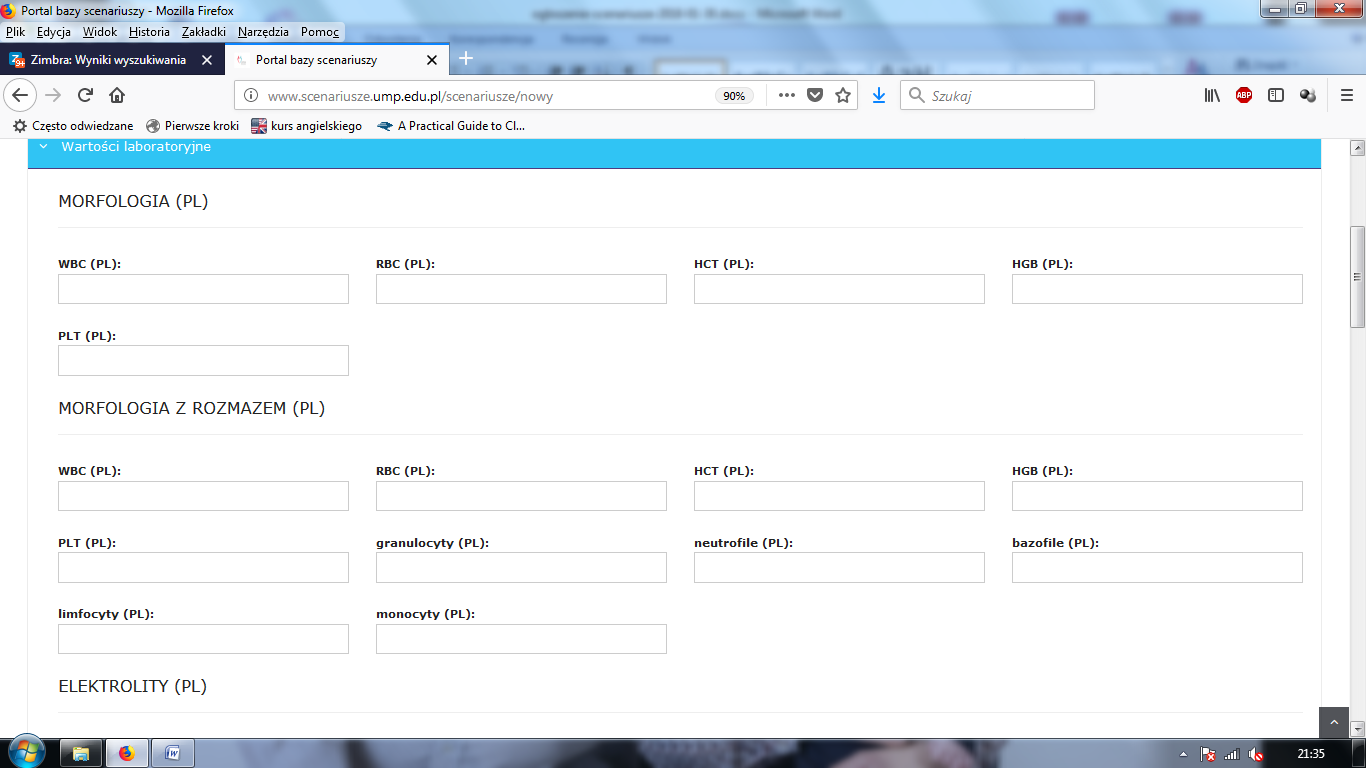 Portal bazy scenariuszy - Mozilla Firefox
Plik Edycja Widok Historia Zakładki Narzędzia Pomoc
Zimbra: Wyniki wyszukiwania
Portal bazy scenariuszy
www.scenariusze.ump.edu.pl/scenariusze/nowy
90%
Szukaj
ABP
Często odwiedzane
Pierwsze kroki
kurs angielskiego
A Practical Guide to Cl...
Wartości laboratoryjne
MORFOLOGIA (PL)
WBC (PL): RBC (PL): HCT (PL): HGB (PL):
PLT (PL):
MORFOLOGIA Z ROZMAZEM (PL)
WBC (PL): RBC (PL): HCT (PL): HGB (PL):
PLT (PL): granulocyty (PL): neutrofile (PL): bazofile (PL):
limfocyty (PL): monocyty (PL):
ELEKTROLITY (PL)
21:35